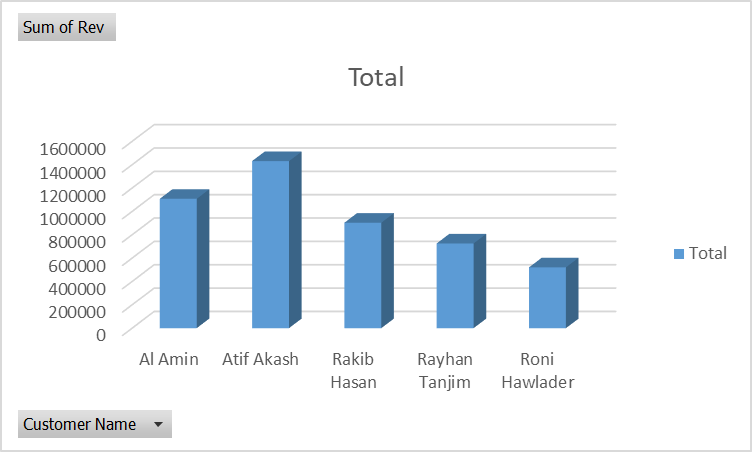 Sum of Rev
Total
1600000
1400000
1200000
1000000
800000
600000
400000
200000
0
Total
Al Amin
Atif Akash
Rakib
Hasan
Rayhan
Tanjim
Roni
Hawlader
Customer Name